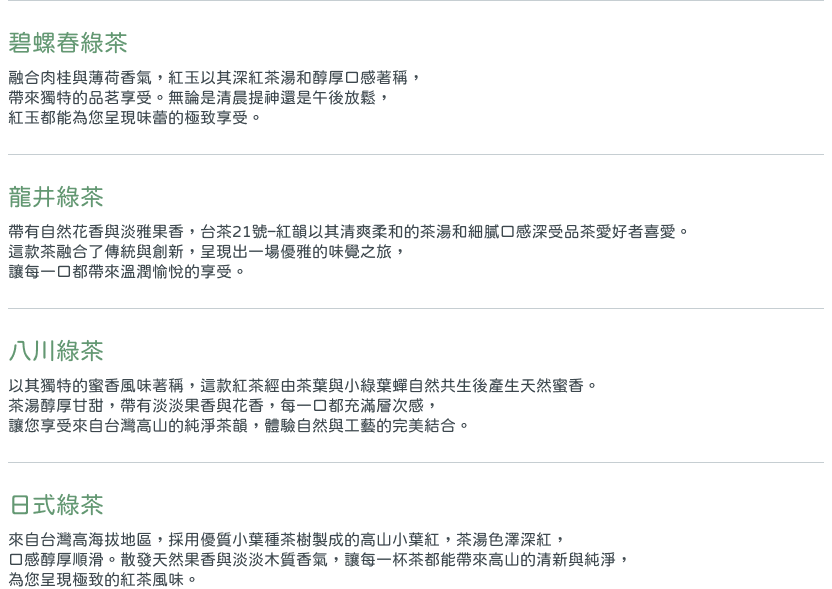 碧螺春綠茶
融合肉桂與薄荷香氣，紅玉以其深紅茶湯和醇厚口感著稱，
帶來獨特的品茗享受。無論是清晨提神還是午後放鬆，
紅玉都能為您呈現味蕾的極致享受。
龍井綠茶
帶有自然花香與淡雅果香，台茶21號–紅韻以其清爽柔和的茶湯和細膩口感深受品茶愛好者喜愛。
這款茶融合了傳統與創新，呈現出一場優雅的味覺之旅，
讓每一口都帶來溫潤愉悅的享受。
八川綠茶
以其獨特的蜜香風味著稱，這款紅茶經由茶葉與小綠葉蟬自然共生後產生天然蜜香。
茶湯醇厚甘甜，帶有淡淡果香與花香，每一口都充滿層次感，
讓您享受來自台灣高山的純淨茶韻，體驗自然與工藝的完美結合。
日式綠茶
來自台灣高海拔地區，採用優質小葉種茶樹製成的高山小葉紅，茶湯色澤深紅，
口感醇厚順滑。散發天然果香與淡淡木質香氣，讓每一杯茶都能帶來高山的清新與純淨，
為您呈現極致的紅茶風味。